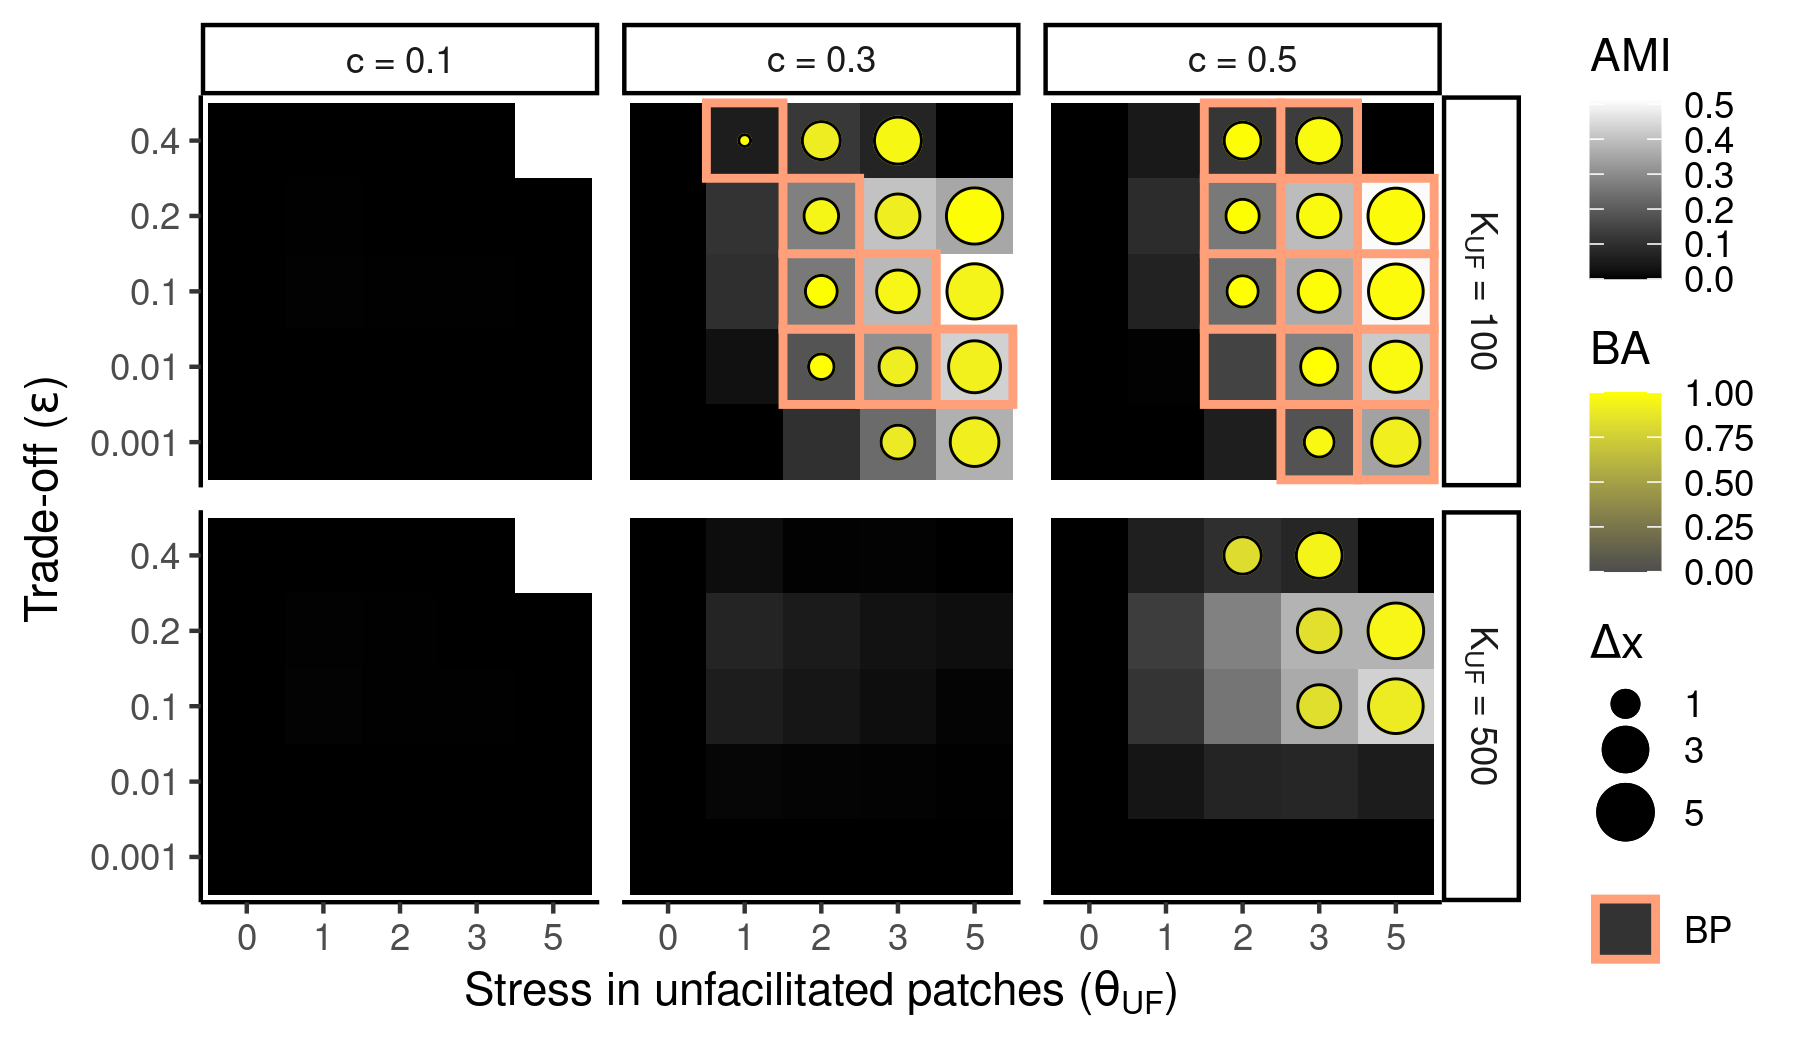 c = 0.1
c = 0.3
c = 0.5
Trade-off (ε)
0.4
0.2
0.1
0.01
0.001
K_UF = 100
0.4
0.2
0.1
0.01
0.001
K_UF = 500
0 1 2 3 5
0 1 2 3 5
0 1 2 3 5
Stress in unfacilitated patches (θ_UF)
AMI
0.5
0.4
0.3
0.2
0.1
0.0
BA
1.00
0.75
0.50
0.25
0.00
Δx
1
3
5
BP